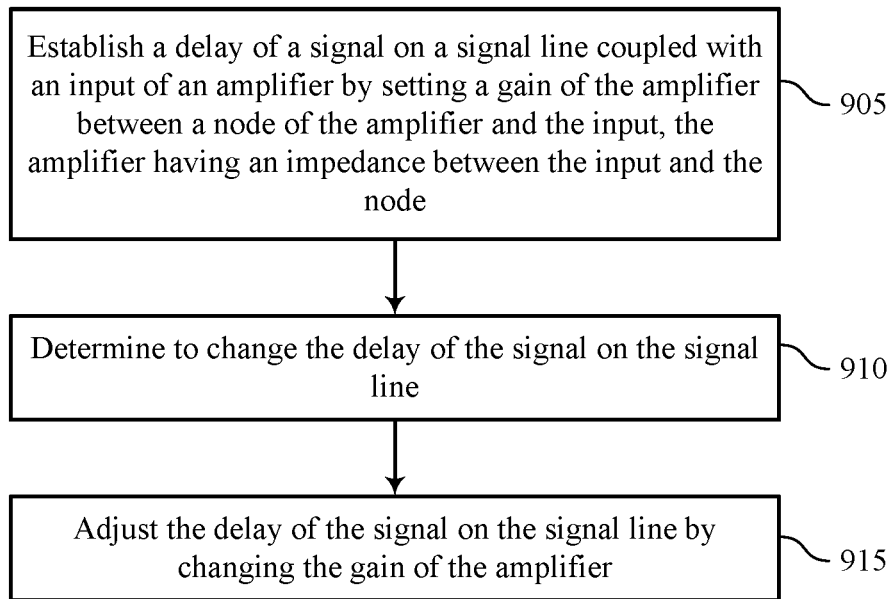 Establish a delay of a signal on a signal line coupled with
an input of an amplifier by setting a gain of the amplifier
between a node of the amplifier and the input, the
amplifier having an impedance between the input and the
node
905
Determine to change the delay of the signal on the signal
line
910
Adjust the delay of the signal on the signal line by
changing the gain of the amplifier
915